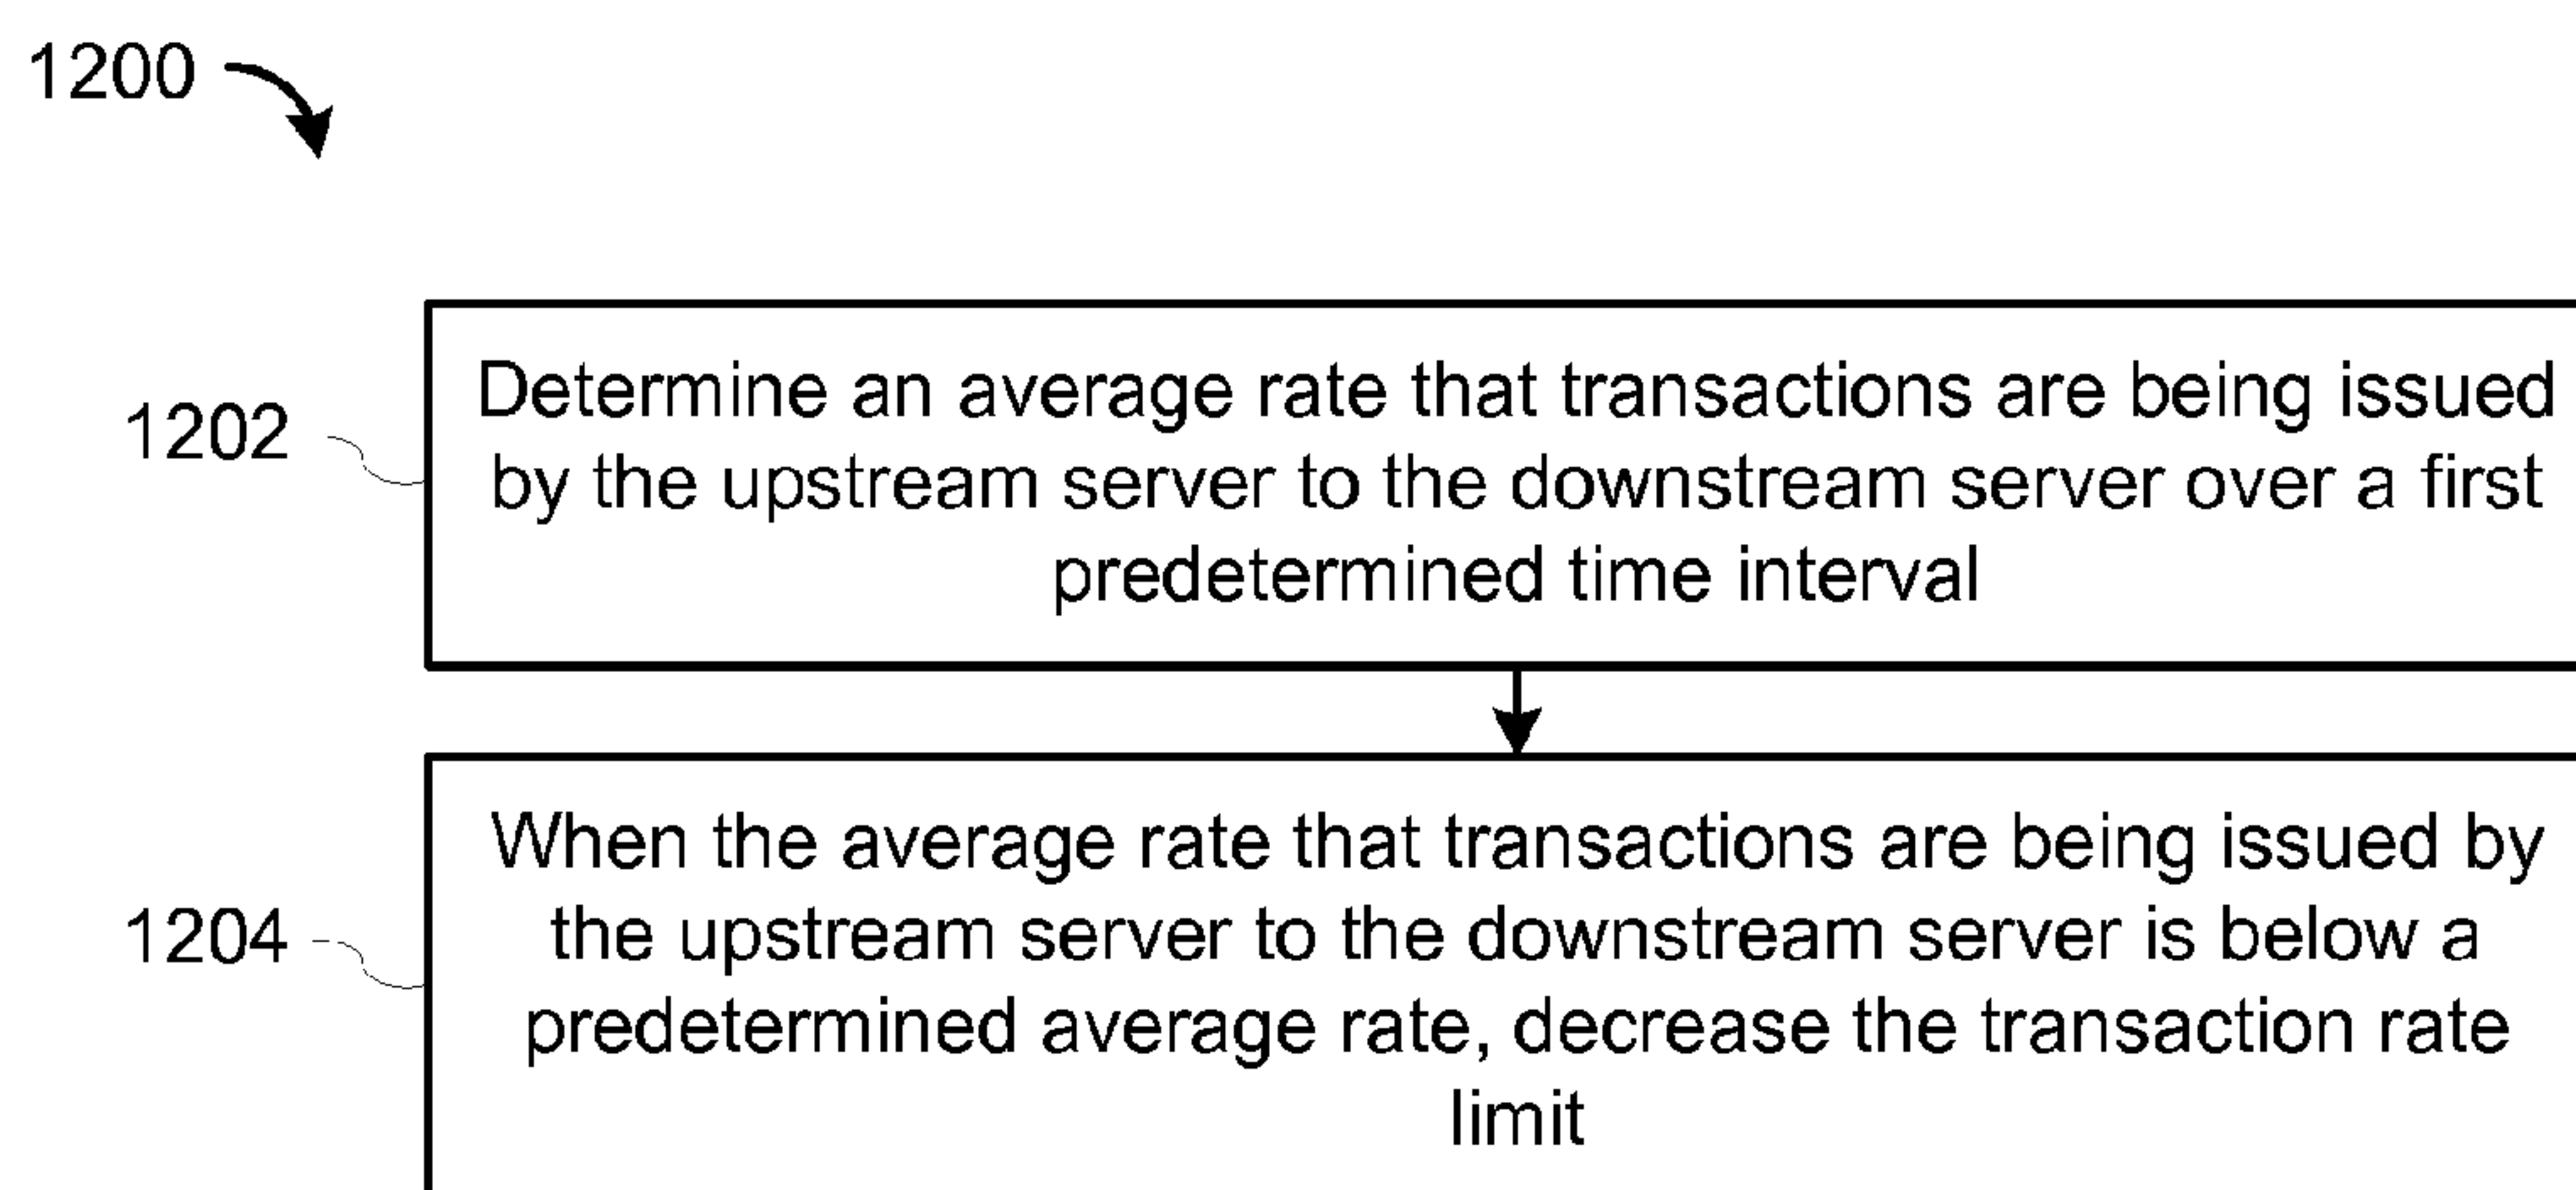 1200
1202
Determine an average rate that transactions are being issued
by the upstream server to the downstream server over a first
predetermined time interval
1204
When the average rate that transactions are being issued by
the upstream server to the downstream server is below a
predetermined average rate, decrease the transaction rate
limit